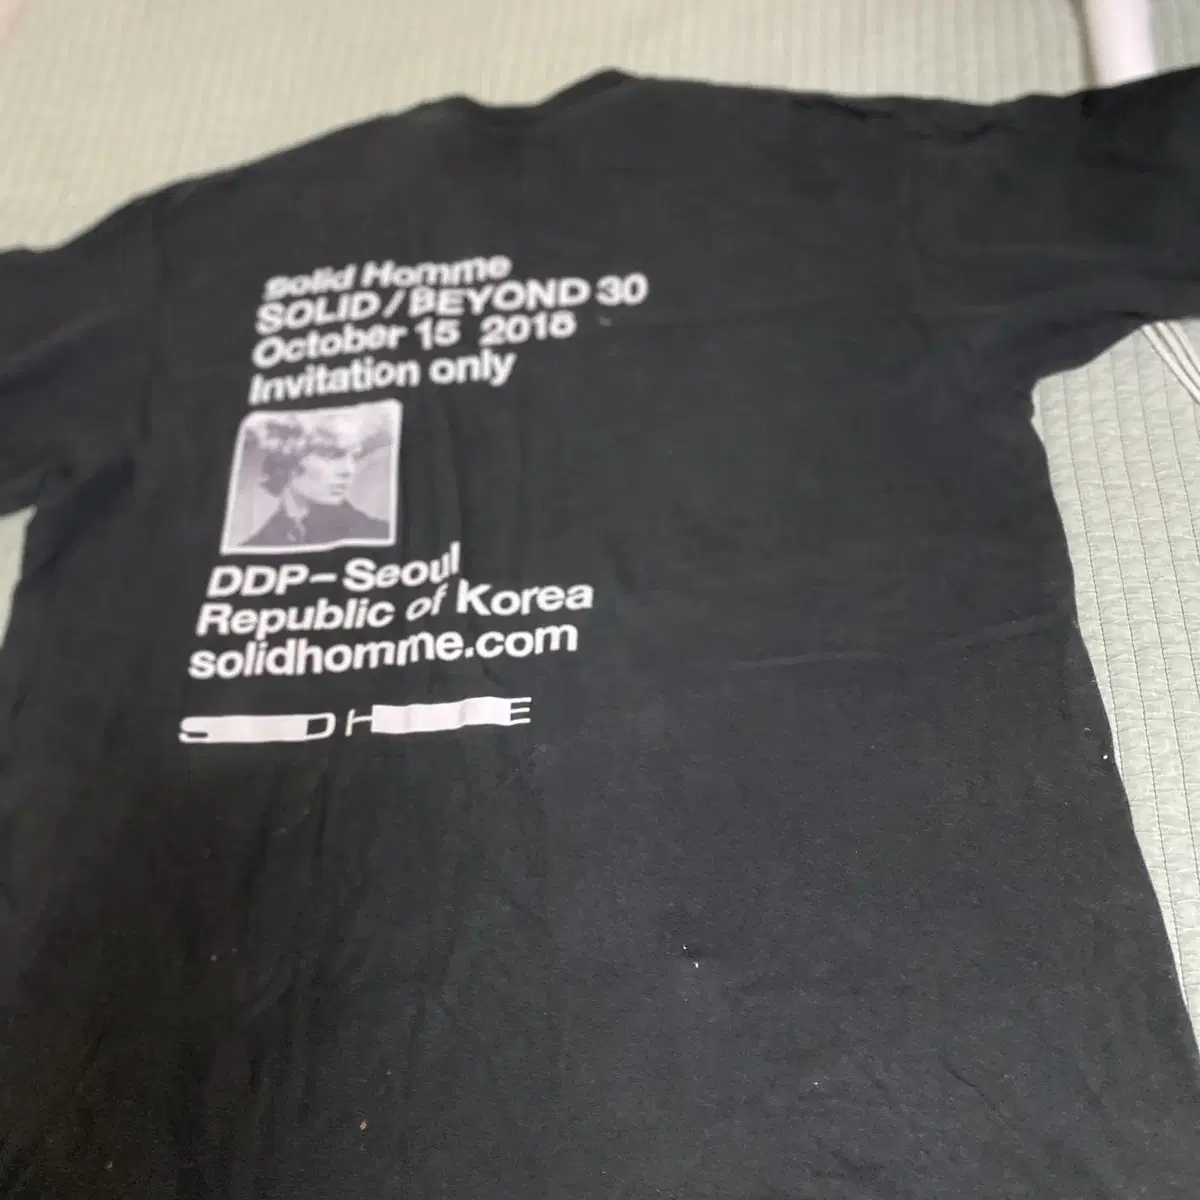 Solid Homme
SOLID / BEYOND 30
October 15 2018
Invitation only
DDP–Seoul
Republic of Korea
solidhomme.com
S D H E